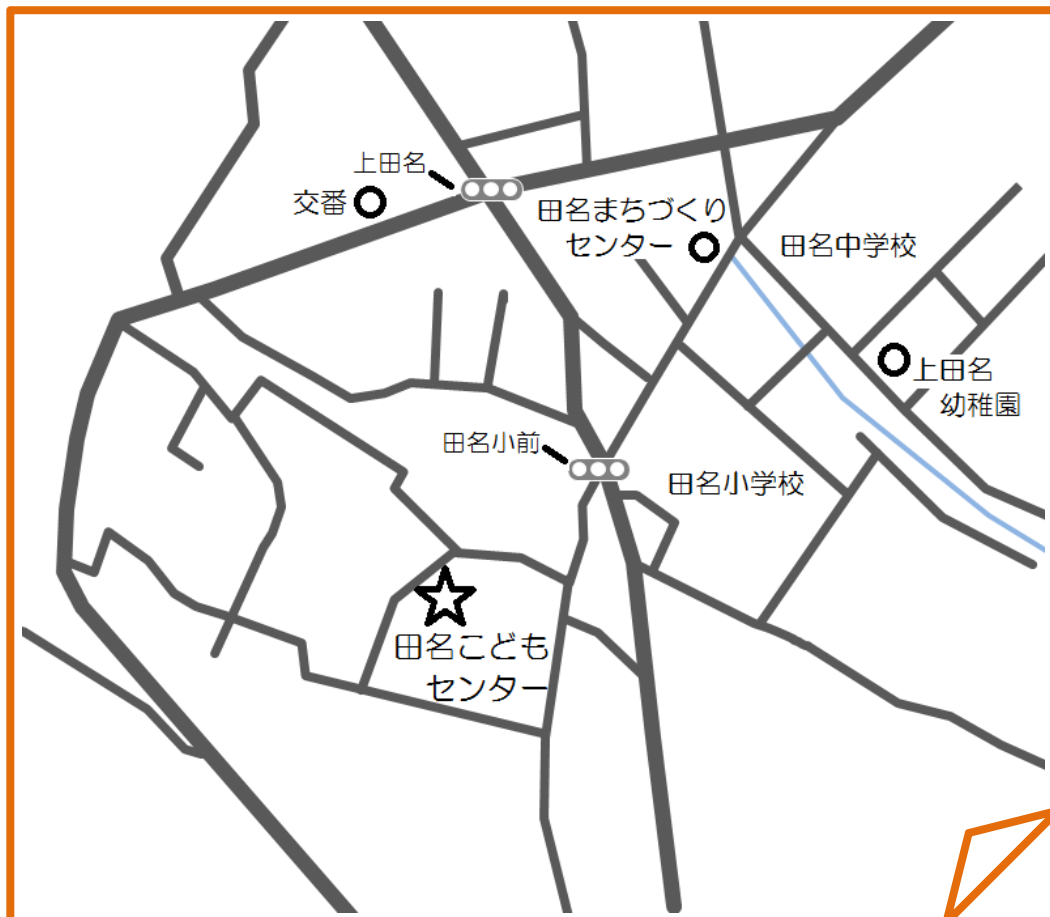 上田名
交番
田名まちづくり
センター
田名中学校
上田名
幼稚園
田名小前
田名小学校
田名こども
センター